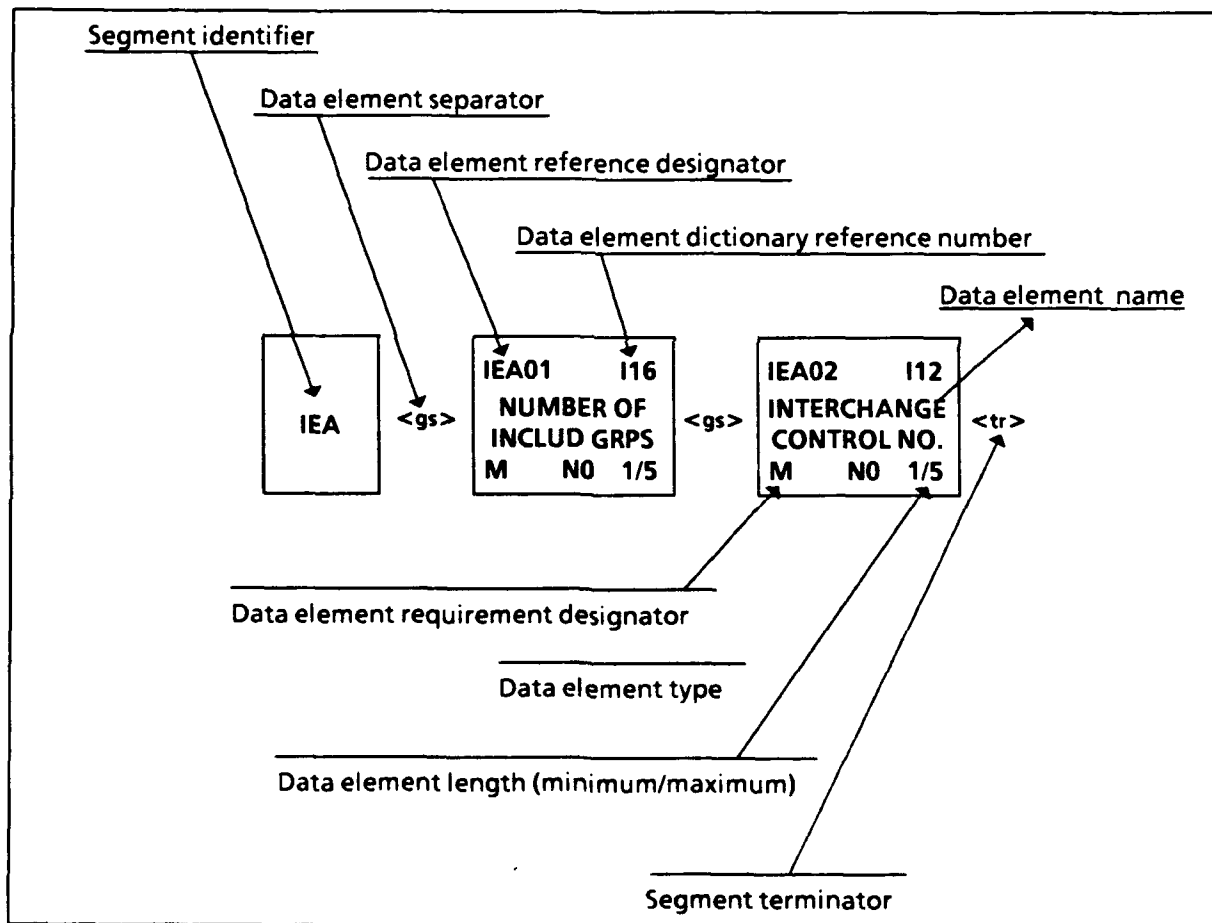 Segment identifier
Data element separator
Data element reference designator
Data element dictionary reference number
Data element name
IEA
<gs>
IEA01 I16
NUMBER OF
INCLUD GRPS
M N0 1/5
<gs>
IEA02 I12
INTERCHANGE
CONTROL NO.
M N0 1/5
<tr>
Data element requirement designator
Data element type
Data element length (minimum/maximum)
Segment terminator